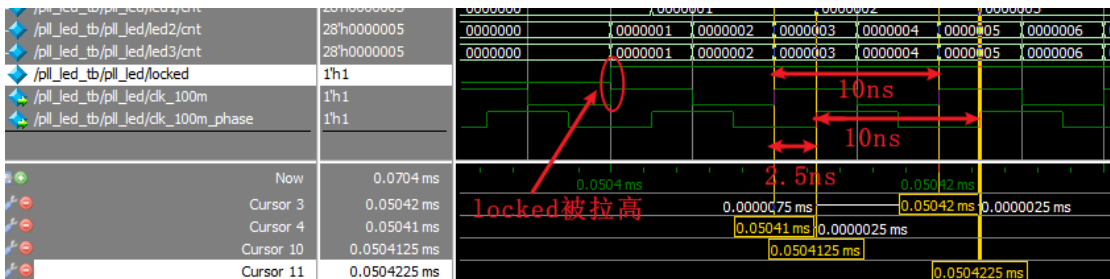 /pll_led_tb/pll_led/led1/cnt 28'h0000003 0000000 0000001 0000002 0000003
/pll_led_tb/pll_led/led2/cnt 28'h0000005 0000000 0000001 0000002 0000003 0000004 0000005 0000006
/pll_led_tb/pll_led/led3/cnt 28'h0000005 0000000 0000001 0000002 0000003 0000004 0000005 0000006
/pll_led_tb/pll_led/locked 1'h1
/pll_led_tb/pll_led/clk_100m 1'h1 10ns
/pll_led_tb/pll_led/clk_100m_phase 1'h1
10ns
2.5ns
Now 0.0704 ms 0.0504 ms 0.05042 ms
locked被拉高
Cursor 3 0.05042 ms 0.0000075 ms 0.05042 ms 0.0000025 ms
Cursor 4 0.05041 ms 0.05041 ms 0.0000025 ms
Cursor 10 0.0504125 ms 0.0504125 ms
Cursor 11 0.0504225 ms 0.0504225 ms